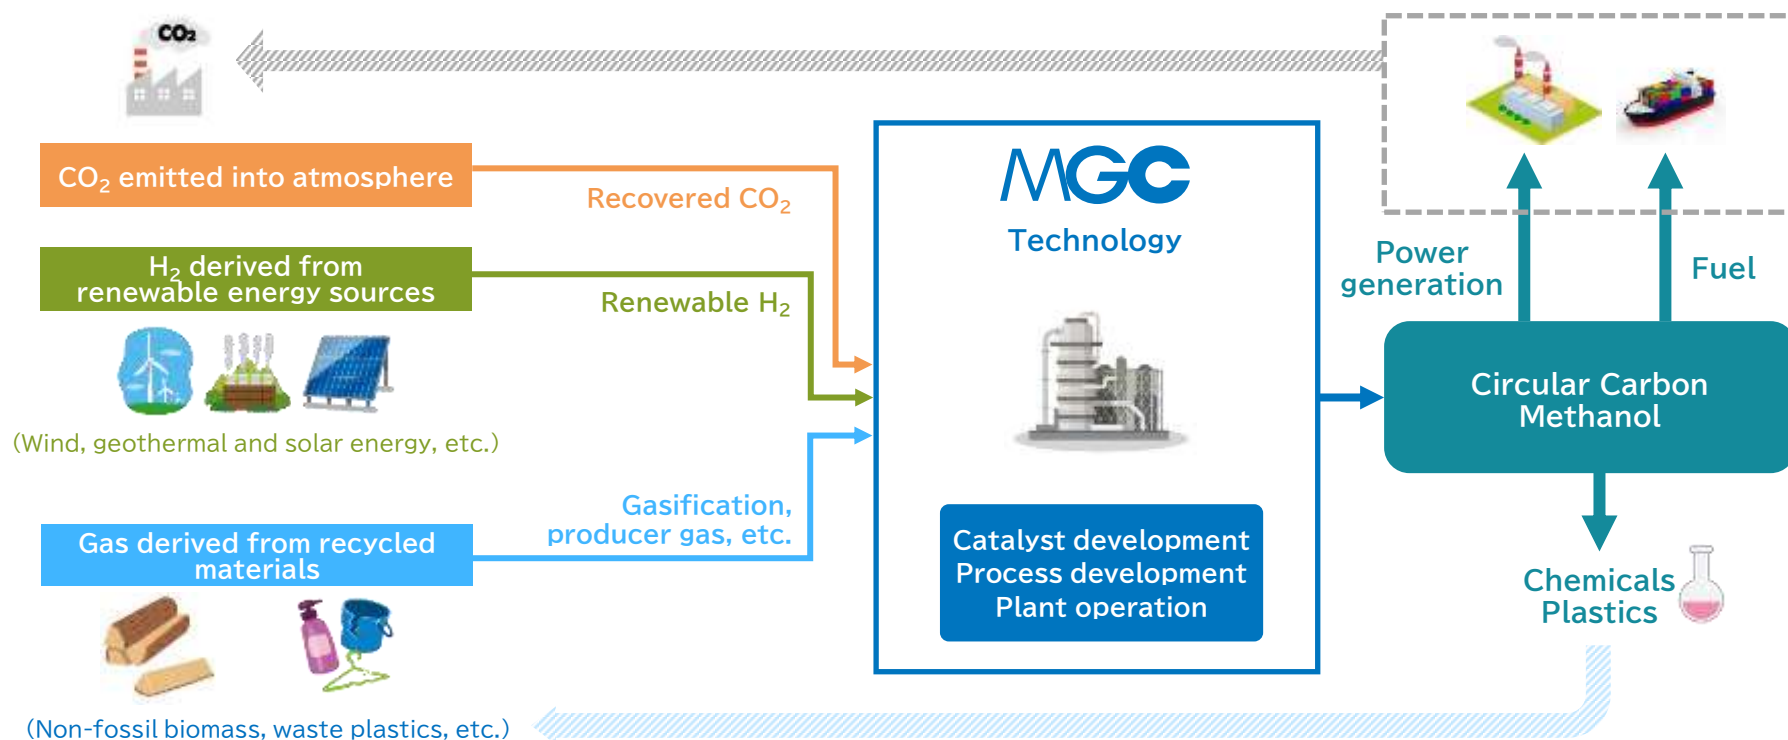 CO₂
CO₂ emitted into atmosphere
Recovered CO₂
H₂ derived from
renewable energy sources
Renewable H₂
(Wind, geothermal and solar energy, etc.)
Gasification,
producer gas, etc.
Gas derived from recycled
materials
(Non-fossil biomass, waste plastics, etc.)
MGC
Technology
Catalyst development
Process development
Plant operation
Power
generation
Fuel
Circular Carbon
Methanol
Chemicals
Plastics